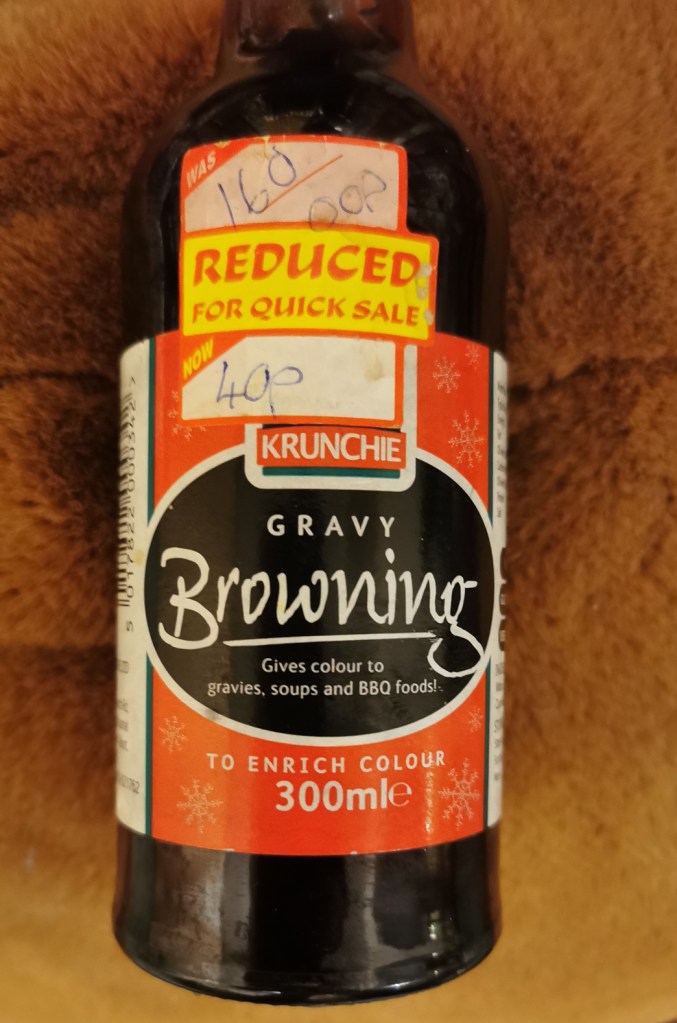 WAS
160
00P
REDUCED
FOR QUICK SALE
NOW
40p
KRUNCHIE
GRAVY
Browning
Gives colour to
gravies, soups and BBQ foods!
TO ENRICH COLOUR
300mle